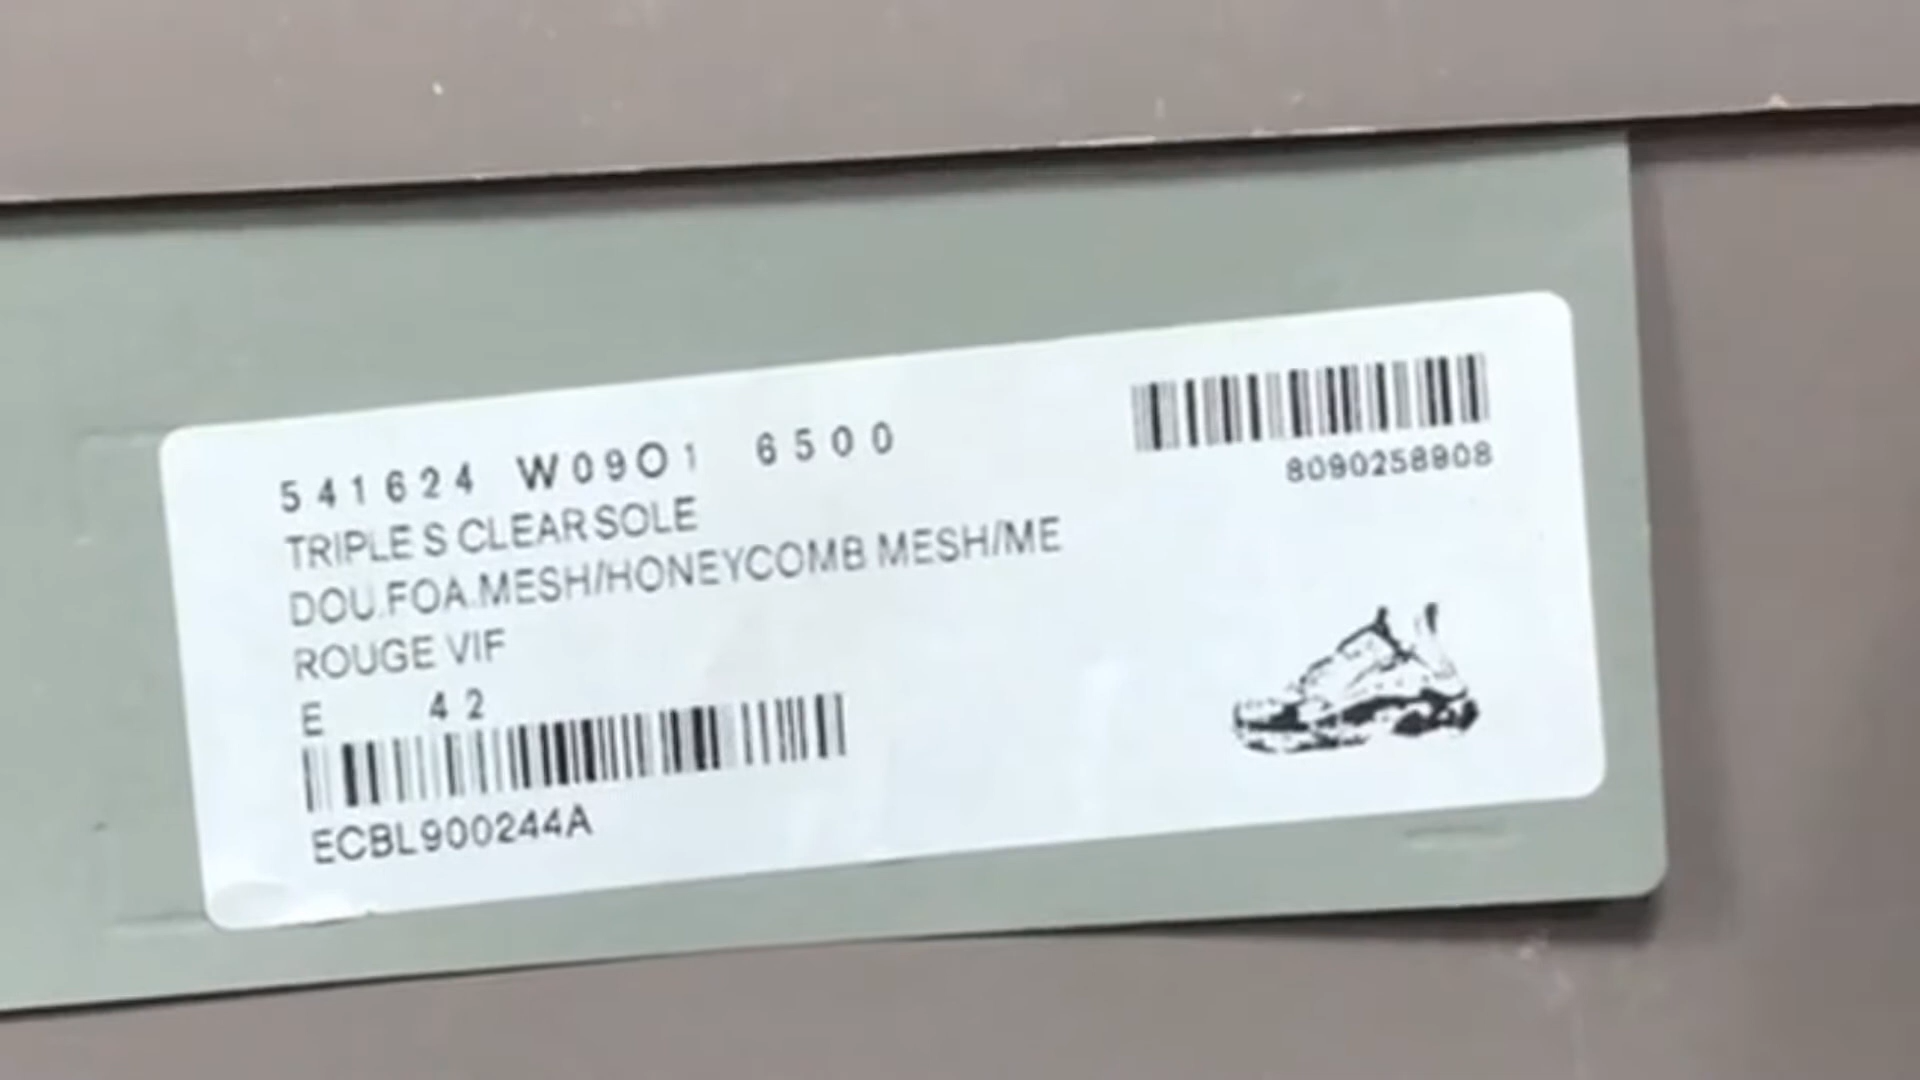 541624 W09O1 6500
8090258908
TRIPLE S CLEAR SOLE
DOU.FOA.MESH/HONEYCOMB MESH/ME
ROUGE VIF
E 42
ECBL900244A